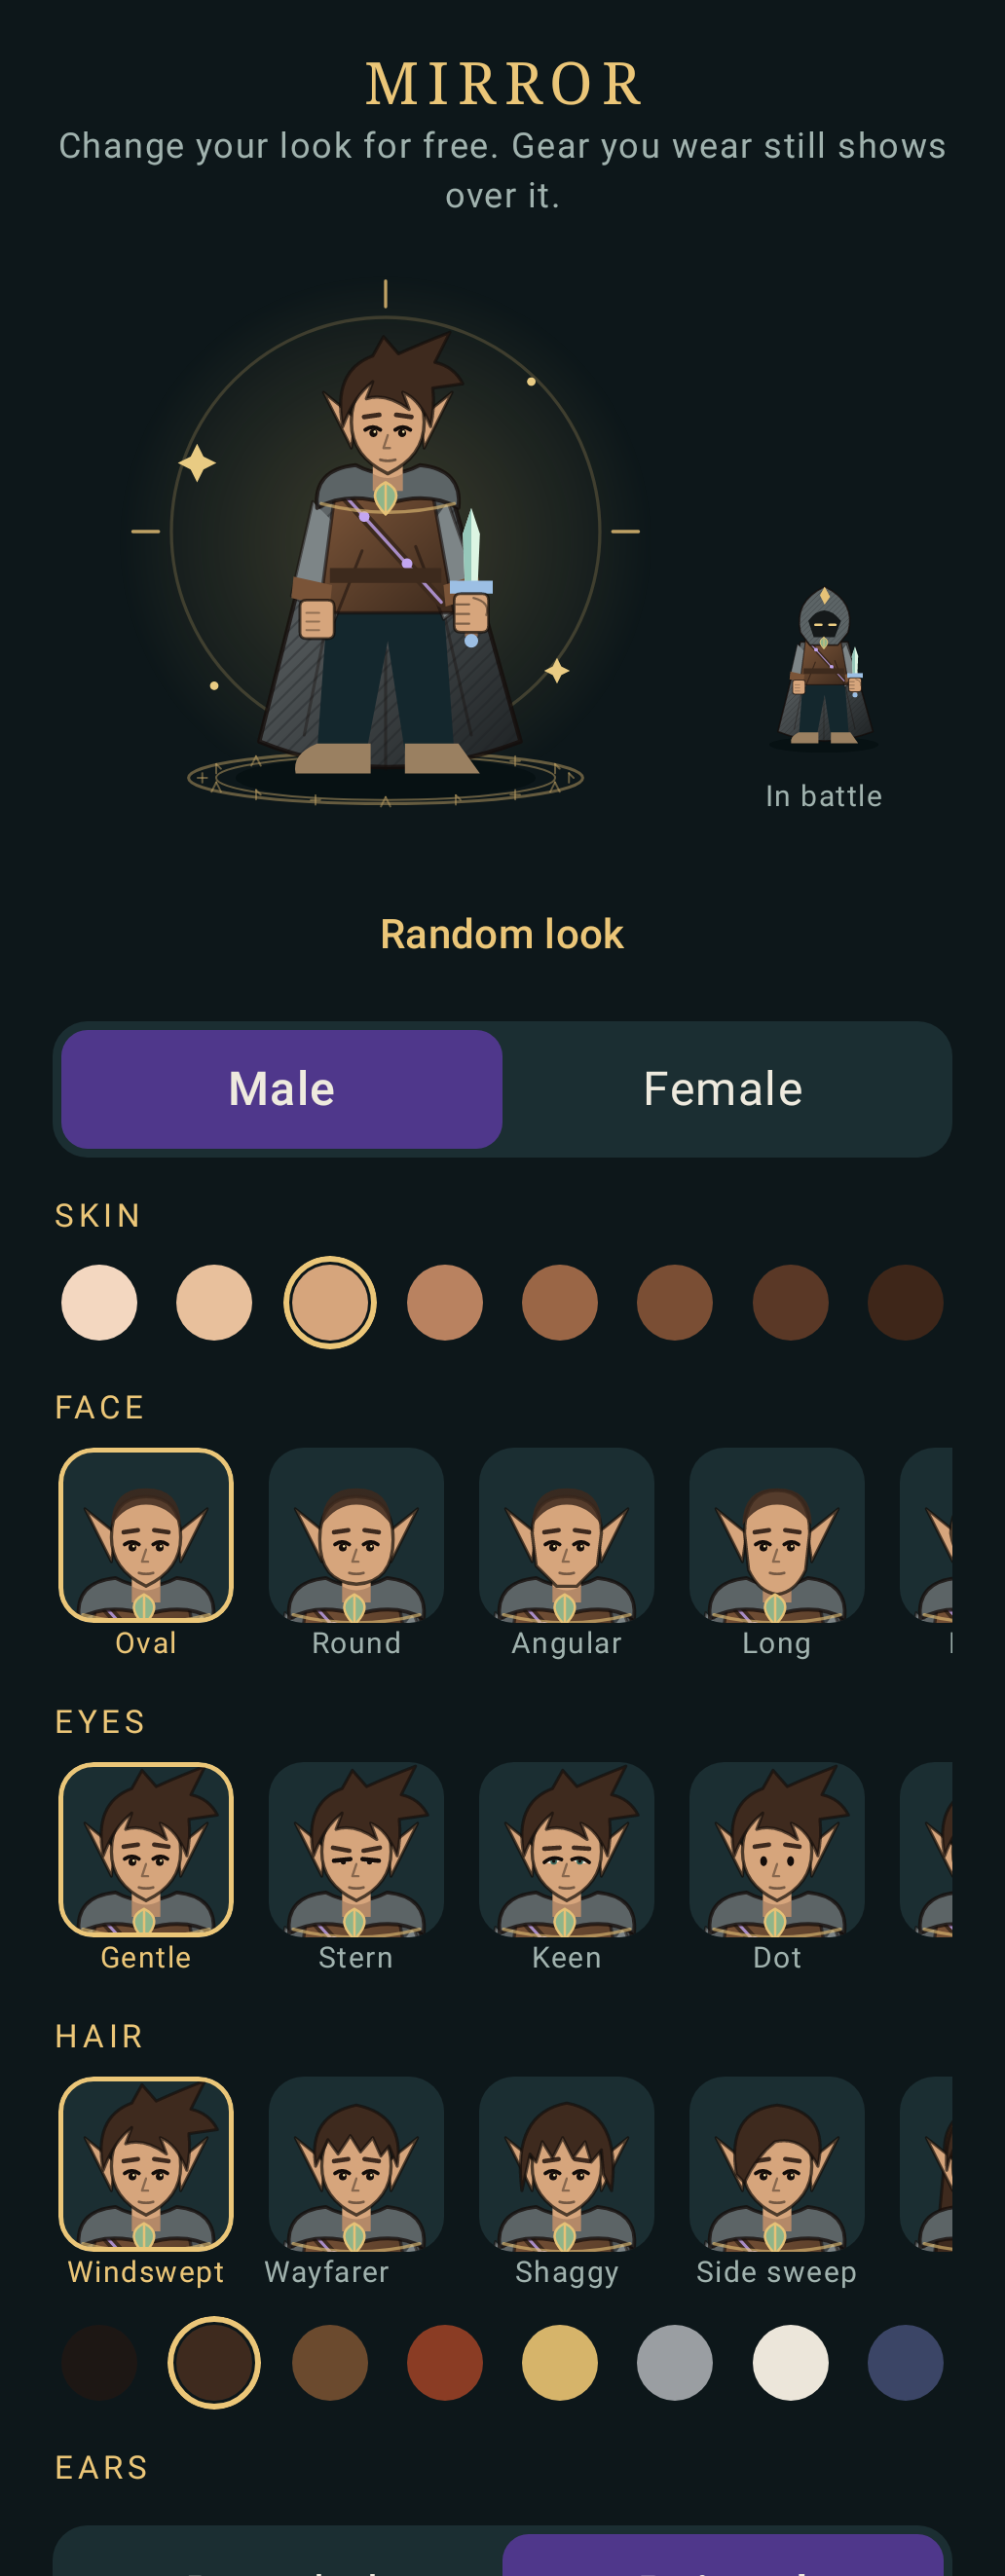 MIRROR
Change your look for free. Gear you wear still shows
over it.
In battle
Random look
Male
Female
SKIN
FACE
Oval
Round
Angular
Long
EYES
Gentle
Stern
Keen
Dot
HAIR
Windswept
Wayfarer
Shaggy
Side sweep
EARS